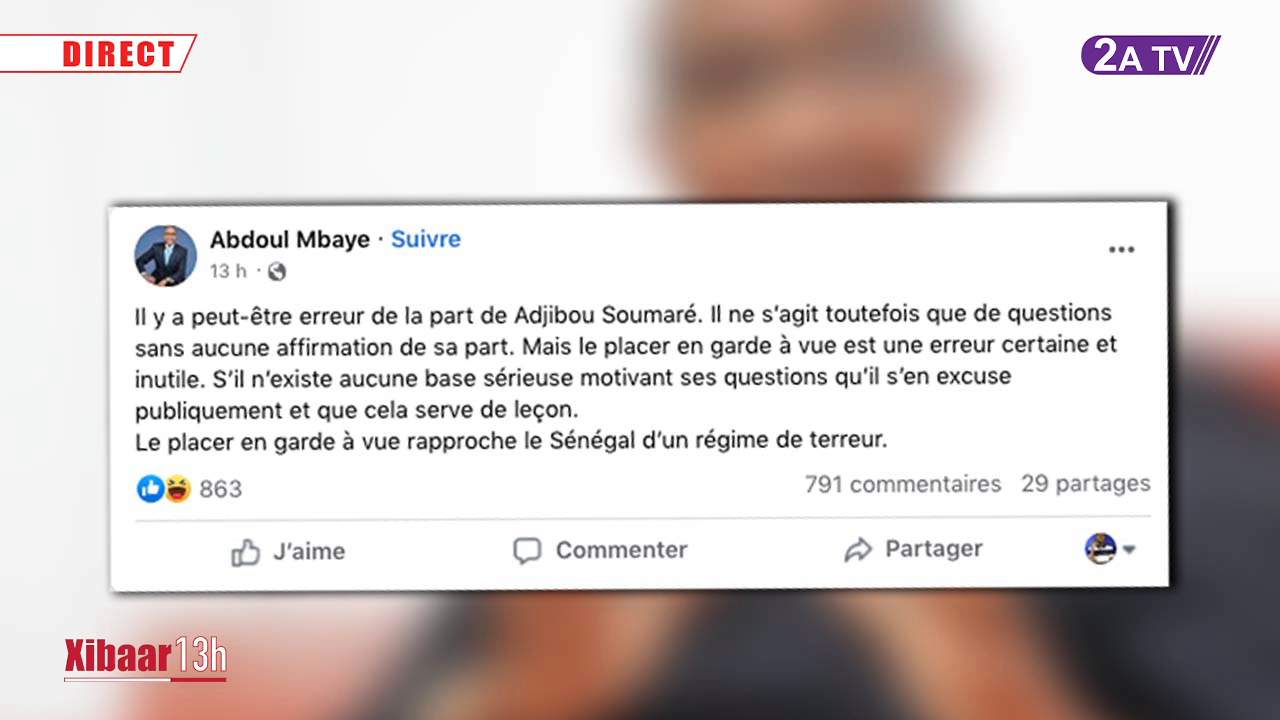 DIRECT
2A TV
Abdoul Mbaye · Suivre
13 h ·
Il y a peut-être erreur de la part de Adjibou Soumaré. Il ne s’agit toutefois que de questions
sans aucune affirmation de sa part. Mais le placer en garde à vue est une erreur certaine et
inutile. S’il n’existe aucune base sérieuse motivant ses questions qu’il s’en excuse
publiquement et que cela serve de leçon.
Le placer en garde à vue rapproche le Sénégal d’un régime de terreur.
863
791 commentaires 29 partages
J’aime
Commenter
Partager
Xibaar 13h